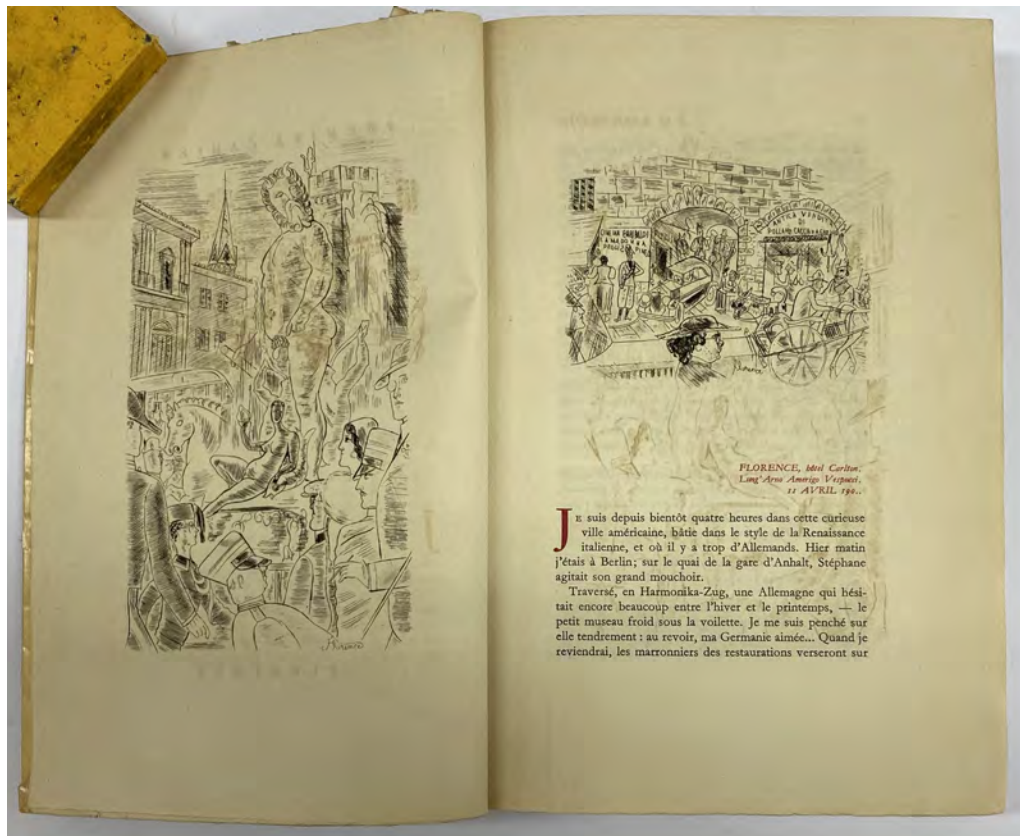 ANTICA VENDITA
DI
FLORENCE, hôtel Carlton.
Lung'Arno Amerigo Vespucci.
11 AVRIL 190..
JE suis depuis bientôt quatre heures dans cette curieuse
ville américaine, bâtie dans le style de la Renaissance
italienne, et où il y a trop d'Allemands. Hier matin
j'étais à Berlin; sur le quai de la gare d'Anhalt, Stéphane
agitait son grand mouchoir.
Traversé, en Harmonika-Zug, une Allemagne qui hési-
tait encore beaucoup entre l'hiver et le printemps, — le
petit museau froid sous la voilette. Je me suis penché sur
elle tendrement : au revoir, ma Germanie aimée... Quand je
reviendrai, les marronniers des restaurations verseront sur